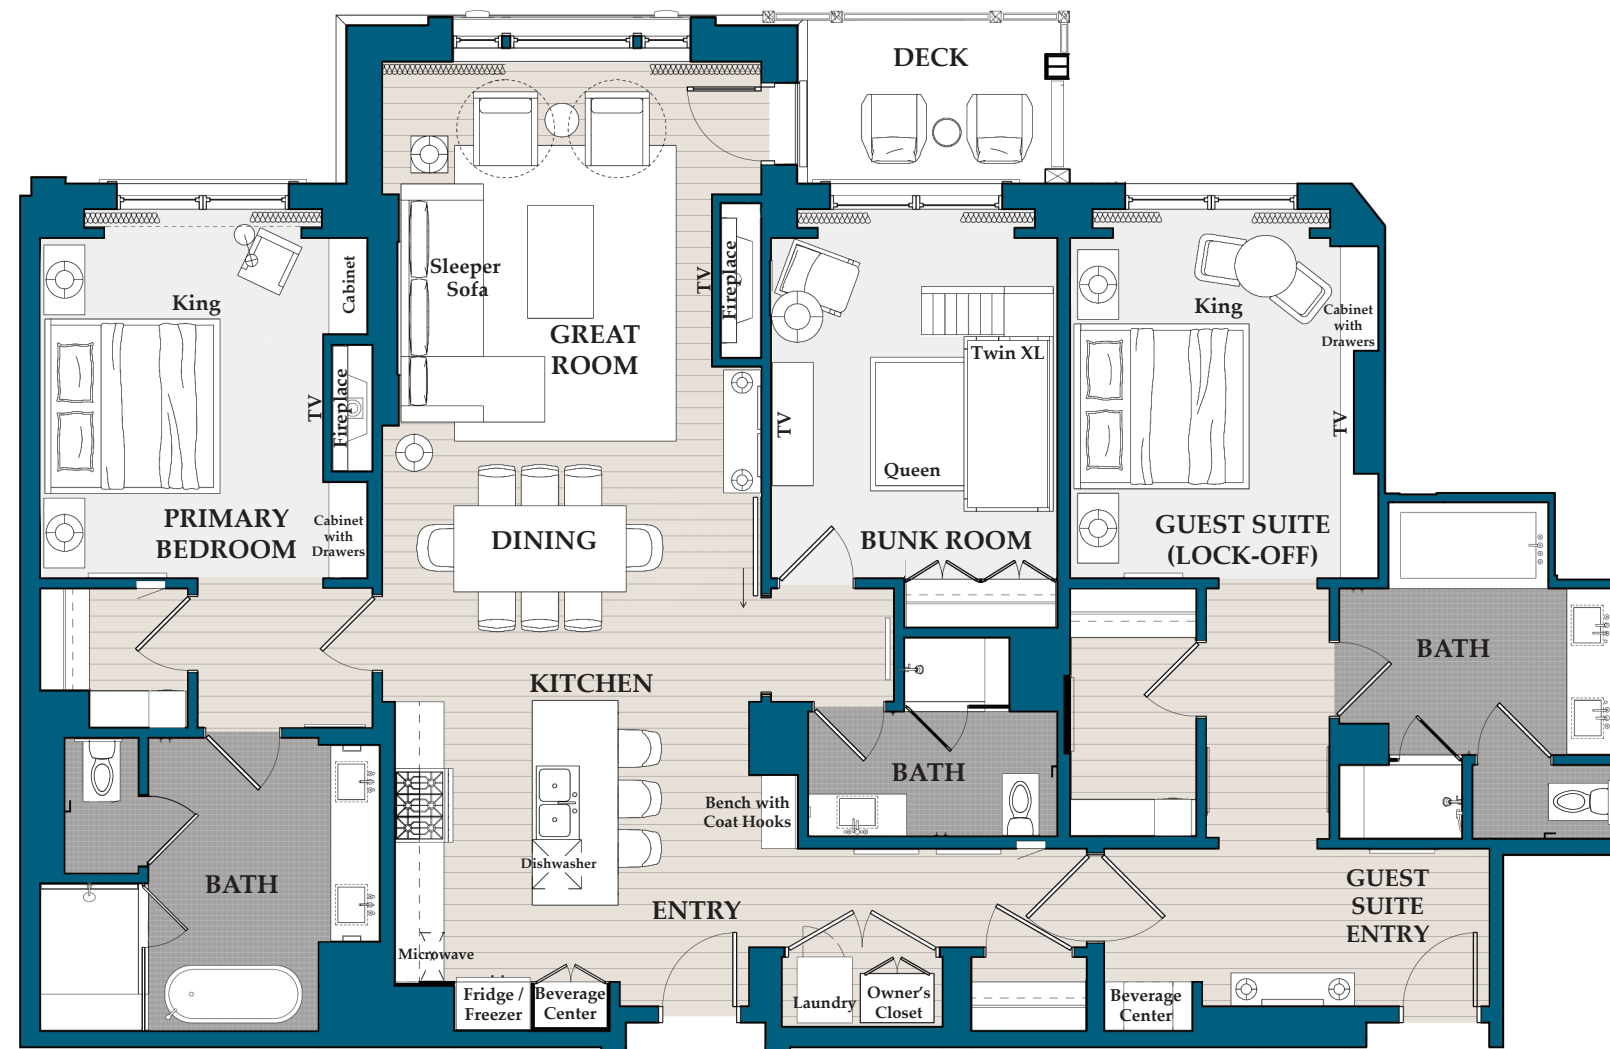 DECK
Sleeper
Sofa
TV
Fireplace
GREAT
ROOM
King
Cabinet
TV
Fireplace
PRIMARY
BEDROOM
Cabinet
with
Drawers
DINING
Twin XL
TV
Queen
BUNK ROOM
King
Cabinet
with
Drawers
TV
GUEST SUITE
(LOCK-OFF)
KITCHEN
BATH
BATH
Bench with
Coat Hooks
Dishwasher
BATH
ENTRY
GUEST
SUITE
ENTRY
Microwave
Fridge /
Freezer
Beverage
Center
Laundry
Owner's
Closet
Beverage
Center